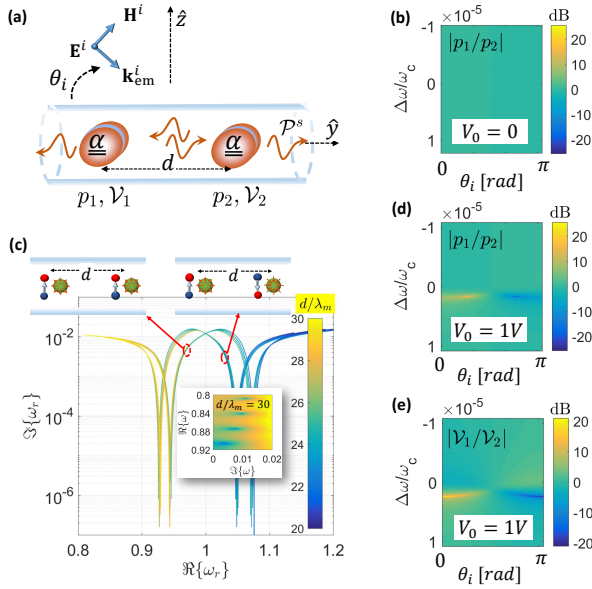 (a)
H^i
ẑ
E^i
k^i_em
θ_i
α
α
𝒫^s
ŷ
d
p_1, 𝒱_1
p_2, 𝒱_2
(b)
|p_1/p_2|
V_0 = 0
dB
-1 ×10^-5
0
1
Δω/ω_c
20
10
0
-10
-20
0
π
θ_i [rad]
(c)
d
d
d/λ_m
30
28
26
24
22
20
10^-2
10^-4
10^-6
ℑ{ω_r}
d/λ_m = 30
0.8
0.84
0.88
0.92
ℜ{ω}
0
0.01
0.02
ℑ{ω}
0.8
0.9
1
1.1
1.2
ℜ{ω_r}
(d)
|p_1/p_2|
V_0 = 1V
dB
-1 ×10^-5
0
1
Δω/ω_c
20
10
0
-10
-20
0
π
θ_i [rad]
(e)
|𝒱_1/𝒱_2|
V_0 = 1V
dB
-1 ×10^-5
0
1
Δω/ω_c
20
10
0
-10
-20
0
π
θ_i [rad]